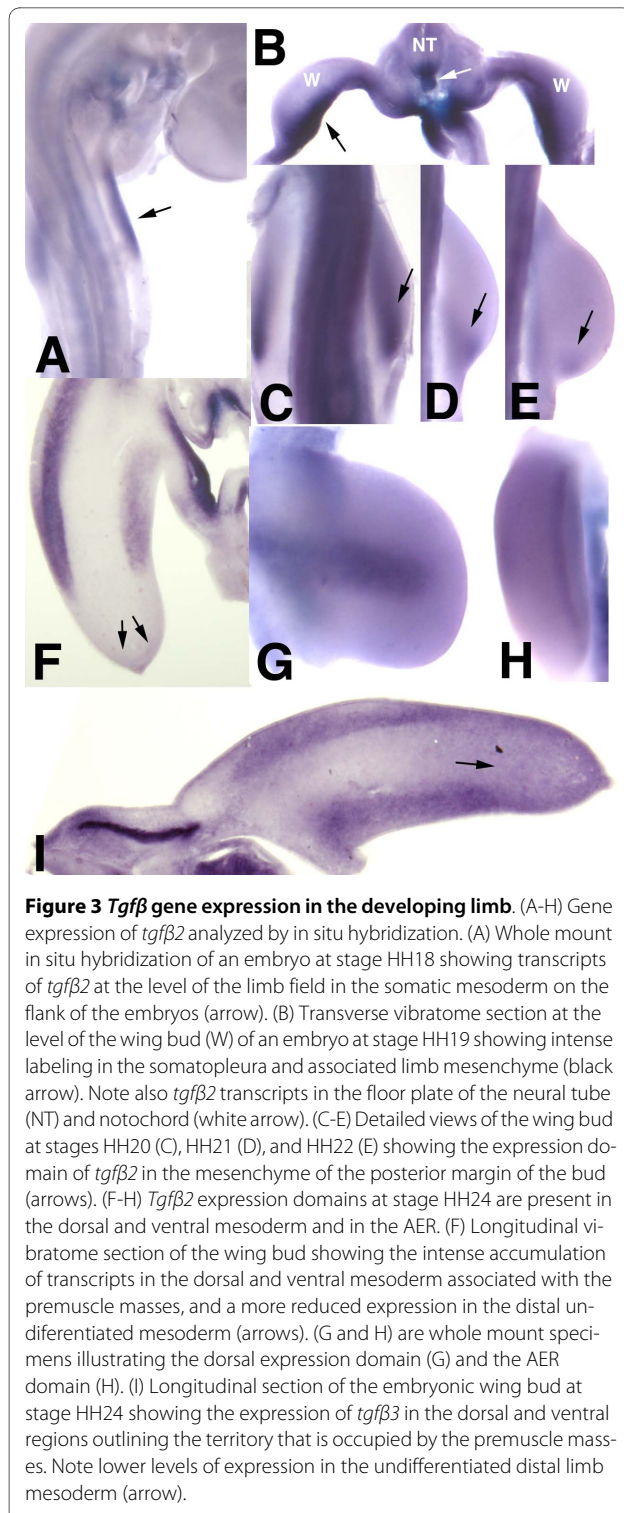 A
B
W
NT
W
C
D
E
F
G
H
I
Figure 3 Tgfβ gene expression in the developing limb. (A-H) Gene
expression of tgfβ2 analyzed by in situ hybridization. (A) Whole mount
in situ hybridization of an embryo at stage HH18 showing transcripts
of tgfβ2 at the level of the limb field in the somatic mesoderm on the
flank of the embryos (arrow). (B) Transverse vibratome section at the
level of the wing bud (W) of an embryo at stage HH19 showing intense
labeling in the somatopleura and associated limb mesenchyme (black
arrow). Note also tgfβ2 transcripts in the floor plate of the neural tube
(NT) and notochord (white arrow). (C-E) Detailed views of the wing bud
at stages HH20 (C), HH21 (D), and HH22 (E) showing the expression do-
main of tgfβ2 in the mesenchyme of the posterior margin of the bud
(arrows). (F-H) Tgfβ2 expression domains at stage HH24 are present in
the dorsal and ventral mesoderm and in the AER. (F) Longitudinal vi-
bratome section of the wing bud showing the intense accumulation
of transcripts in the dorsal and ventral mesoderm associated with the
premuscle masses, and a more reduced expression in the distal un-
diferentiated mesoderm (arrows). (G and H) are whole mount speci-
mens illustrating the dorsal expression domain (G) and the AER
domain (H). (I) Longitudinal section of the embryonic wing bud at
stage HH24 showing the expression of tgfβ3 in the dorsal and ventral
regions outlining the territory that is occupied by the premuscle mass-
es. Note lower levels of expression in the undifferentiated distal limb
mesoderm (arrow).